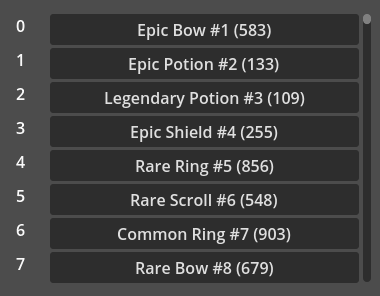 0 Epic Bow #1 (583)
1 Epic Potion #2 (133)
2 Legendary Potion #3 (109)
3 Epic Shield #4 (255)
4 Rare Ring #5 (856)
5 Rare Scroll #6 (548)
6 Common Ring #7 (903)
7 Rare Bow #8 (679)